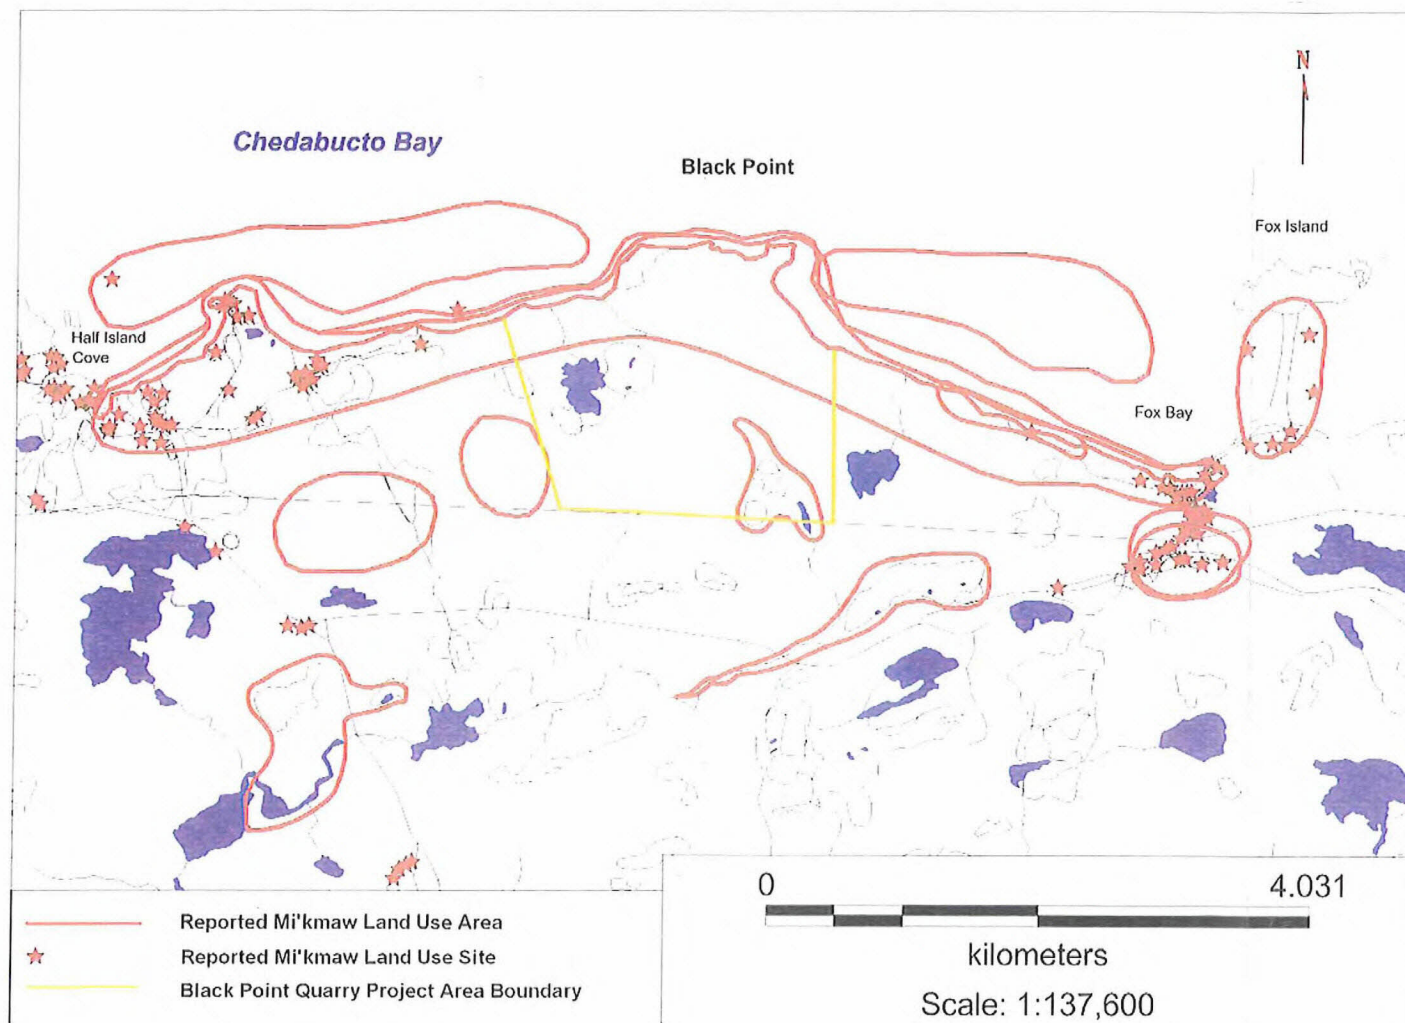 N
Chedabucto Bay
Black Point
Fox Island
Half Island
Cove
Fox Bay
0 4.031
kilometers
Scale: 1:137,600
Reported Mi'kmaw Land Use Area
Reported Mi'kmaw Land Use Site
Black Point Quarry Project Area Boundary